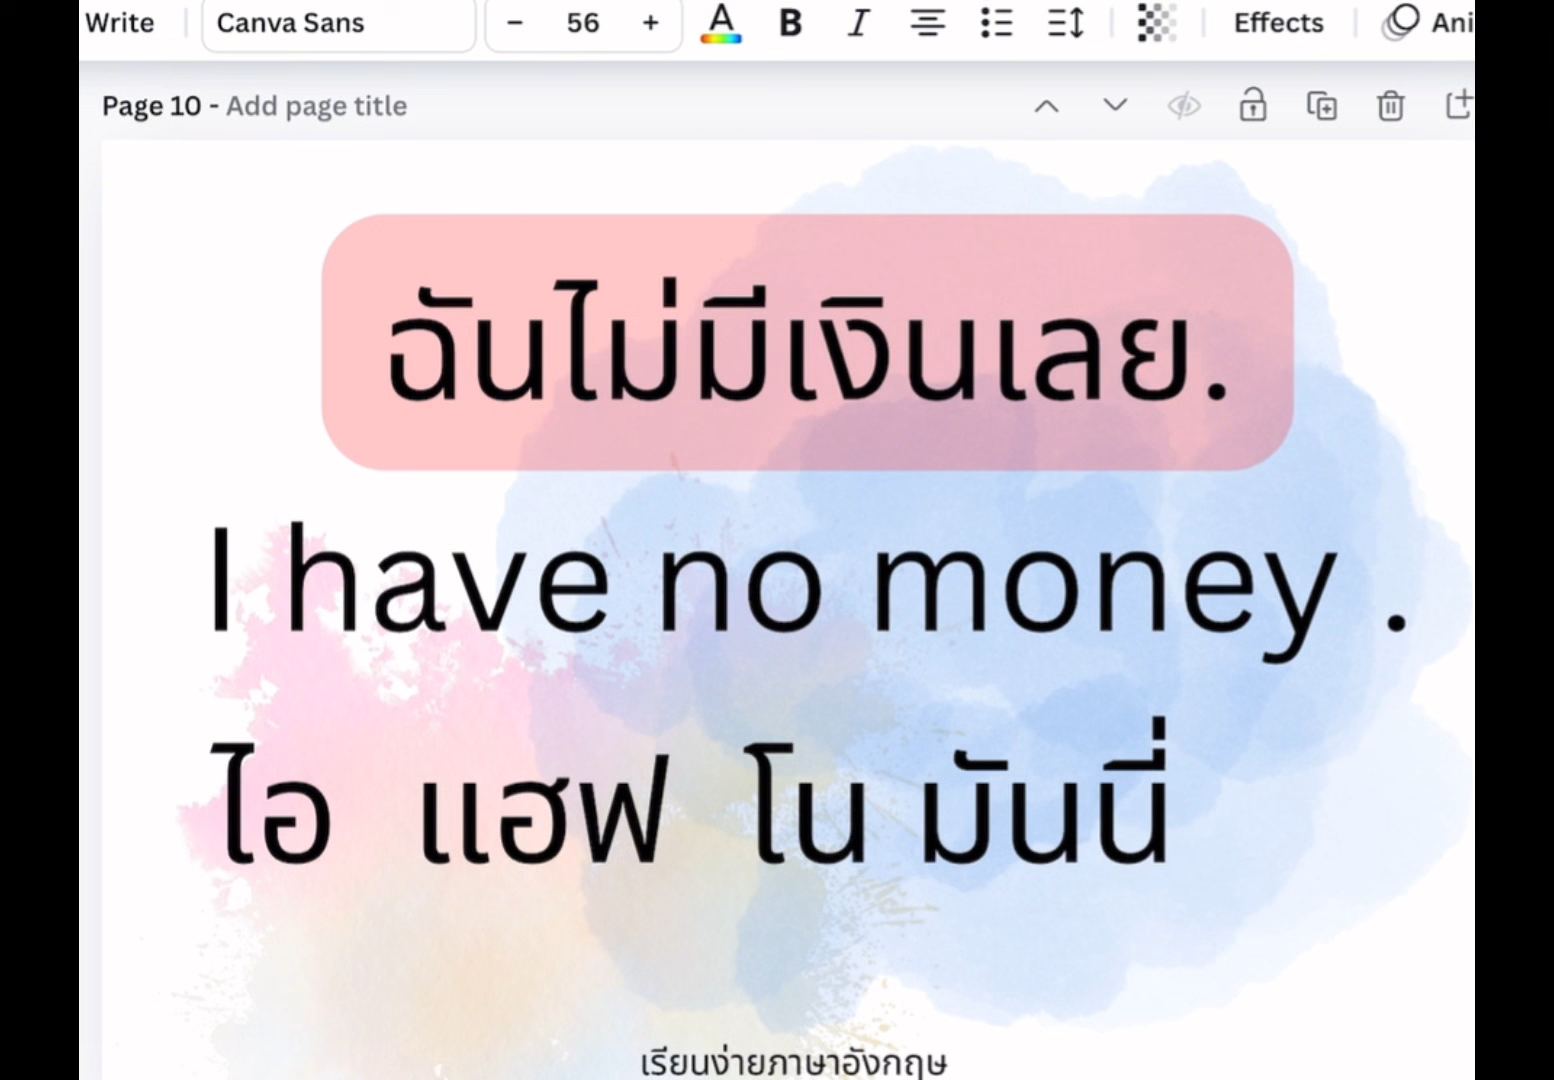 Write Canva Sans − 56 + A B I Effects Ani
Page 10 - Add page title
ฉันไม่มีเงินเลย.
I have no money .
ไอ แฮฟ โน มันนี่
เรียนง่ายภาษาอังกฤษ